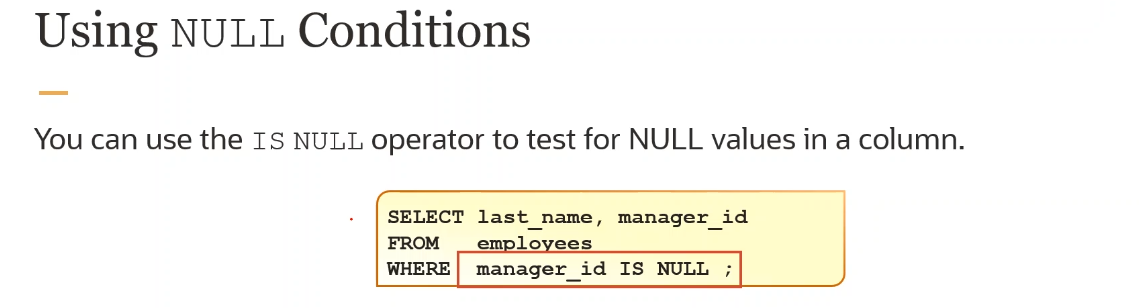 Using NULL Conditions
You can use the IS NULL operator to test for NULL values in a column.
SELECT last_name, manager_id
FROM   employees
WHERE  manager_id IS NULL ;